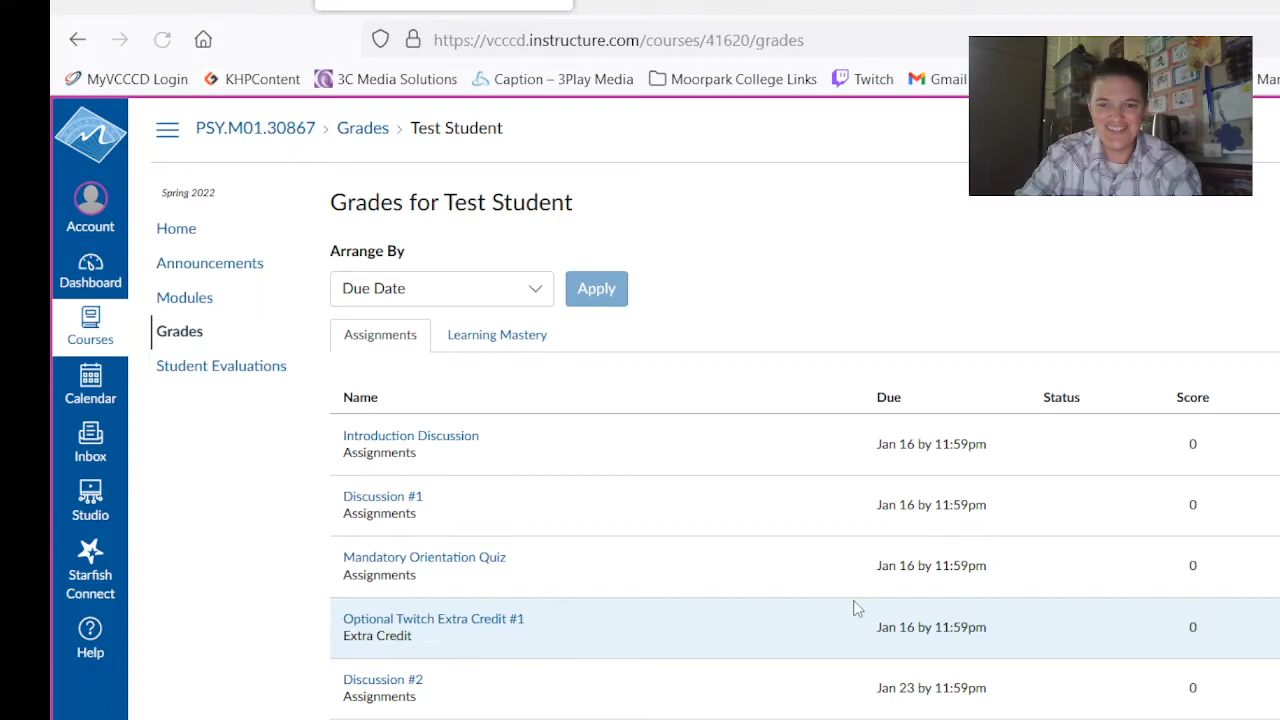 https://vcccd.instructure.com/courses/41620/grades
MyVCCCD Login KHPContent 3C Media Solutions Caption – 3Play Media Moorpark College Links Twitch Gmail Mar
PSY.M01.30867 › Grades › Test Student
Account
Dashboard
Courses
Calendar
Inbox
Studio
Starfish
Connect
Help
Spring 2022
Home
Announcements
Modules
Grades
Student Evaluations
Grades for Test Student
Arrange By
Due Date Apply
Assignments Learning Mastery
Name Due Status Score
Introduction Discussion
Assignments
Jan 16 by 11:59pm 0
Discussion #1
Assignments
Jan 16 by 11:59pm 0
Mandatory Orientation Quiz
Assignments
Jan 16 by 11:59pm 0
Optional Twitch Extra Credit #1
Extra Credit
Jan 16 by 11:59pm 0
Discussion #2
Assignments
Jan 23 by 11:59pm 0